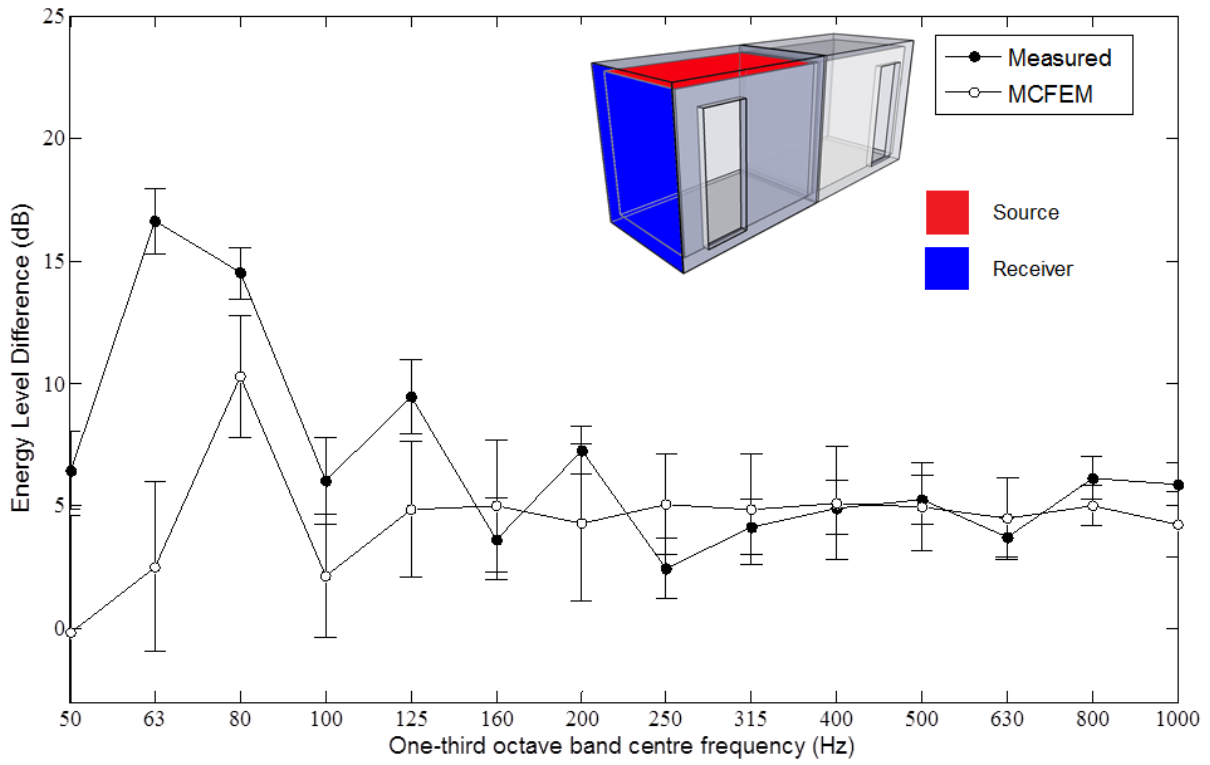 25
20
15
10
5
0
Energy Level Difference (dB)
Measured
MCFEM
Source
Receiver
50 63 80 100 125 160 200 250 315 400 500 630 800 1000
One-third octave band centre frequency (Hz)